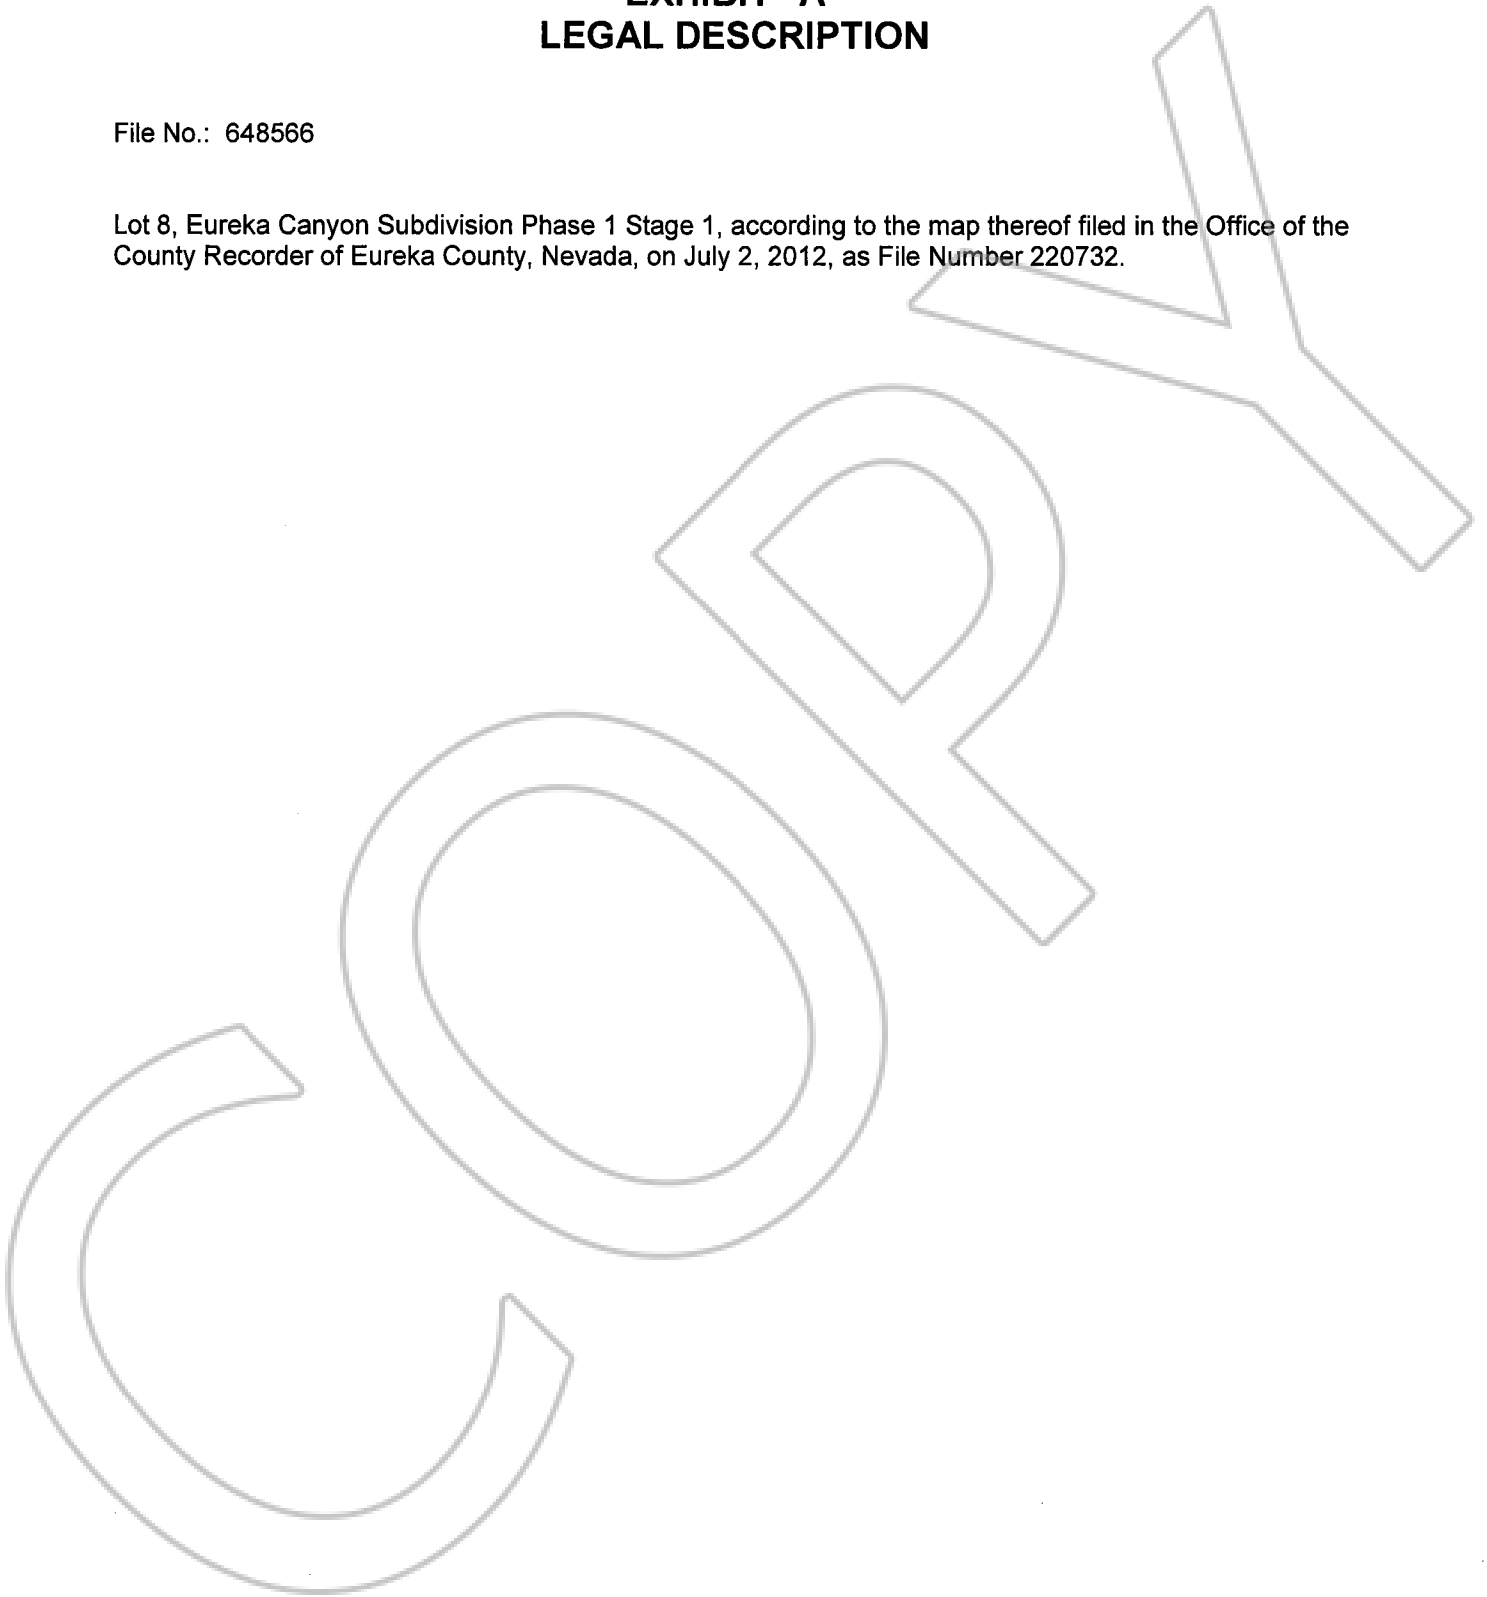 EXHIBIT "A"
LEGAL DESCRIPTION
File No.: 648566
Lot 8, Eureka Canyon Subdivision Phase 1 Stage 1, according to the map thereof filed in the Office of the
County Recorder of Eureka County, Nevada, on July 2, 2012, as File Number 220732.
COPY